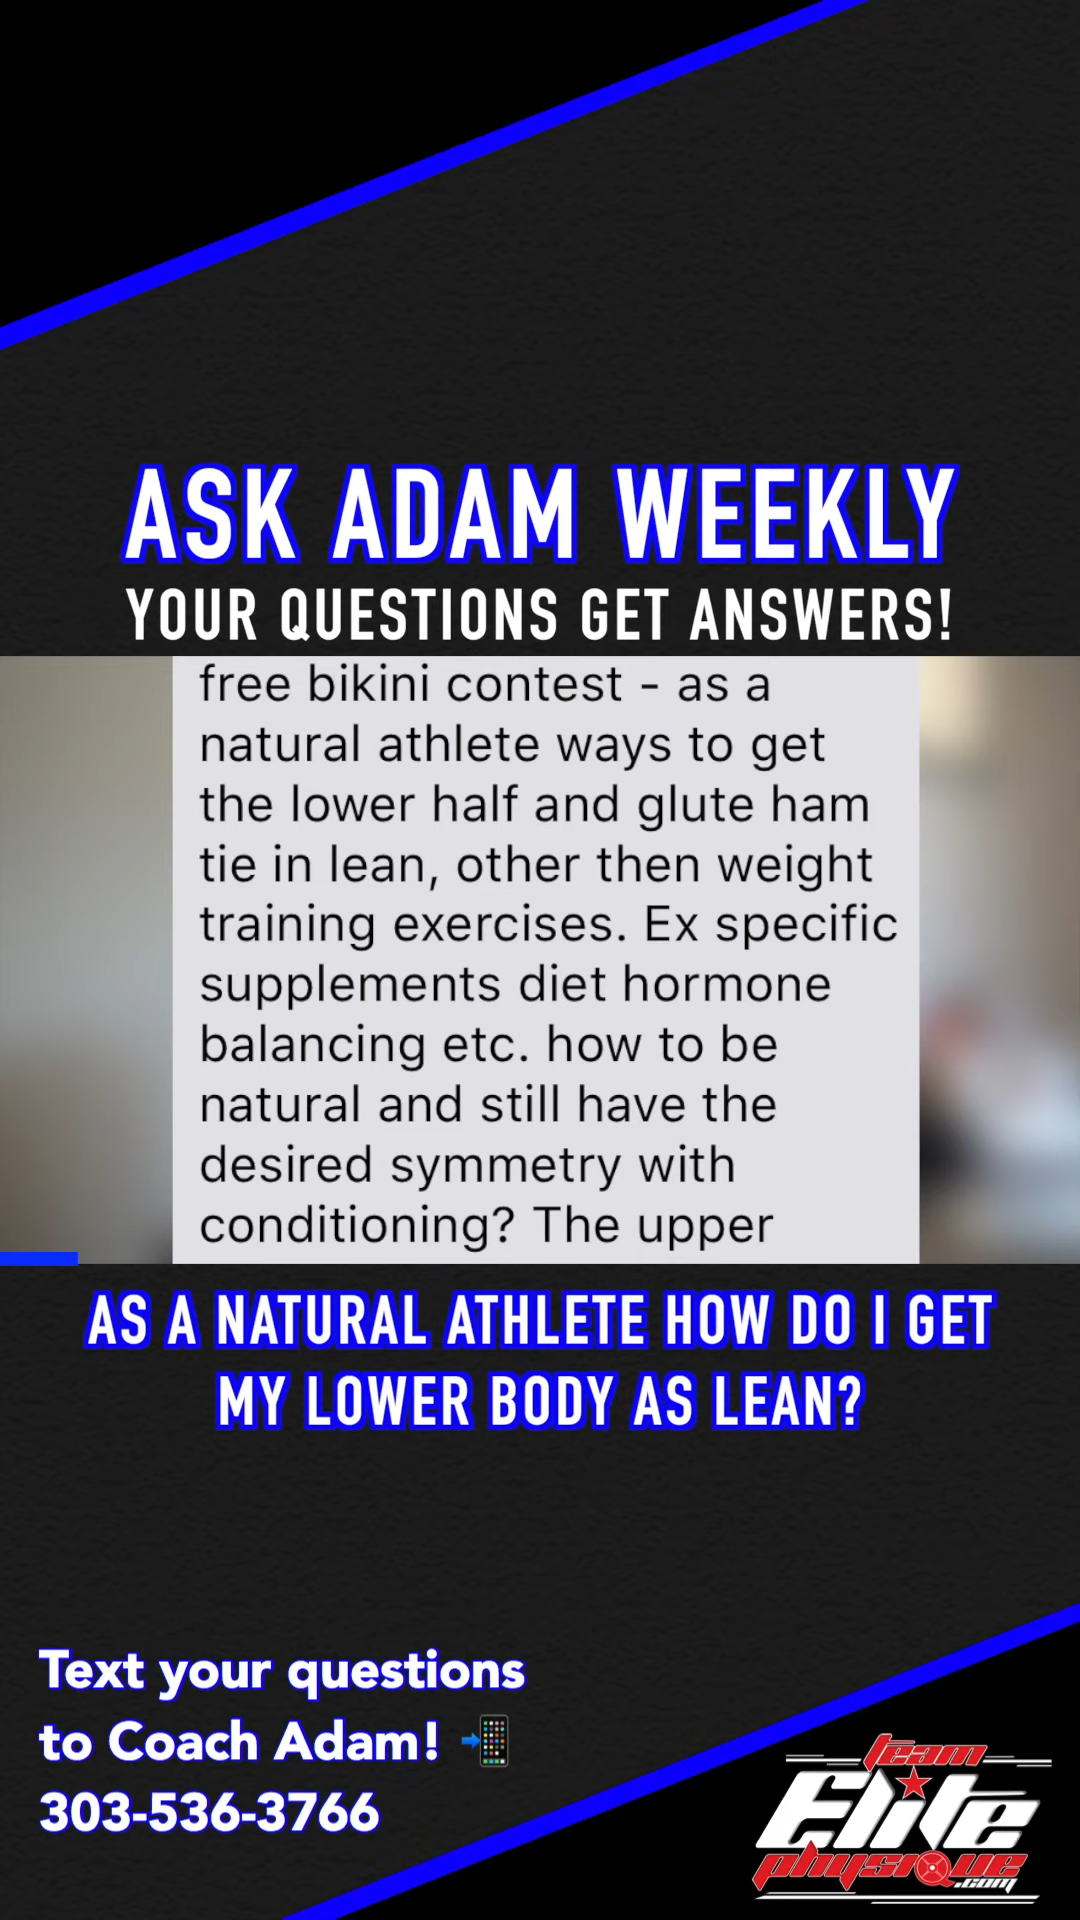 ASK ADAM WEEKLY
YOUR QUESTIONS GET ANSWERS!
free bikini contest - as a
natural athlete ways to get
the lower half and glute ham
tie in lean, other then weight
training exercises. Ex specific
supplements diet hormone
balancing etc. how to be
natural and still have the
desired symmetry with
conditioning? The upper
AS A NATURAL ATHLETE HOW DO I GET
MY LOWER BODY AS LEAN?
Text your questions
to Coach Adam! 📲
303-536-3766
team
Elite
physique
.com